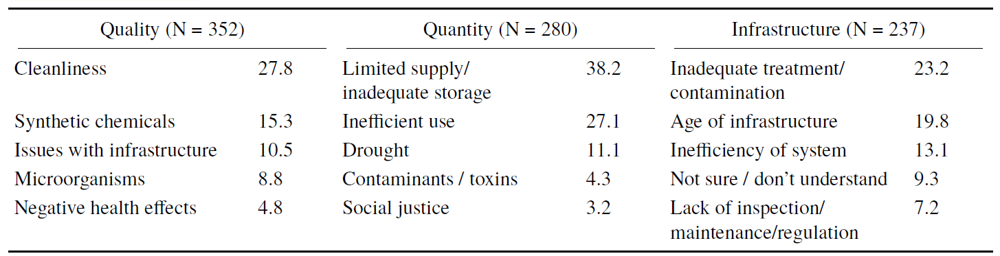 Quality (N = 352) Quantity (N = 280) Infrastructure (N = 237)
Cleanliness 27.8 Limited supply/ 38.2 Inadequate treatment/ 23.2
inadequate storage contamination
Synthetic chemicals 15.3 Inefficient use 27.1 Age of infrastructure 19.8
Issues with infrastructure 10.5 Drought 11.1 Inefficiency of system 13.1
Microorganisms 8.8 Contaminants / toxins 4.3 Not sure / don’t understand 9.3
Negative health effects 4.8 Social justice 3.2 Lack of inspection/ 7.2
maintenance/regulation